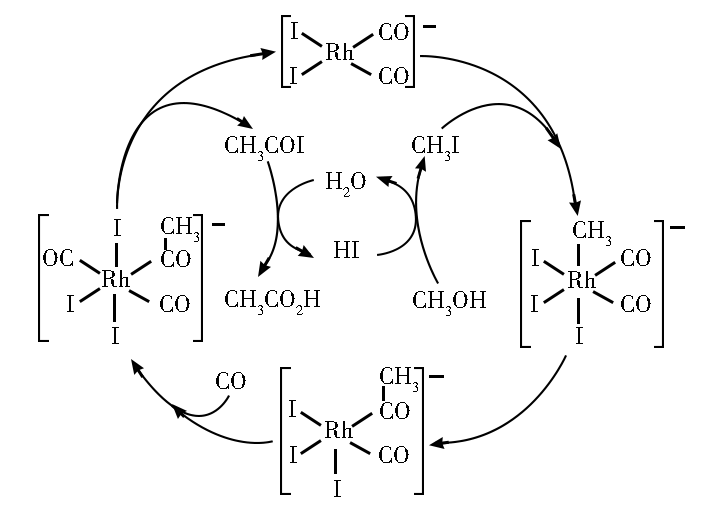 I CO
Rh
I CO
−
CH₃COI
CH₃I
H₂O
HI
CH₃CO₂H
CH₃OH
I CH₃
OC CO
Rh
I CO
I
−
CH₃
I CO
Rh
I CO
I
−
CO
CH₃
I CO
Rh
I CO
I
−